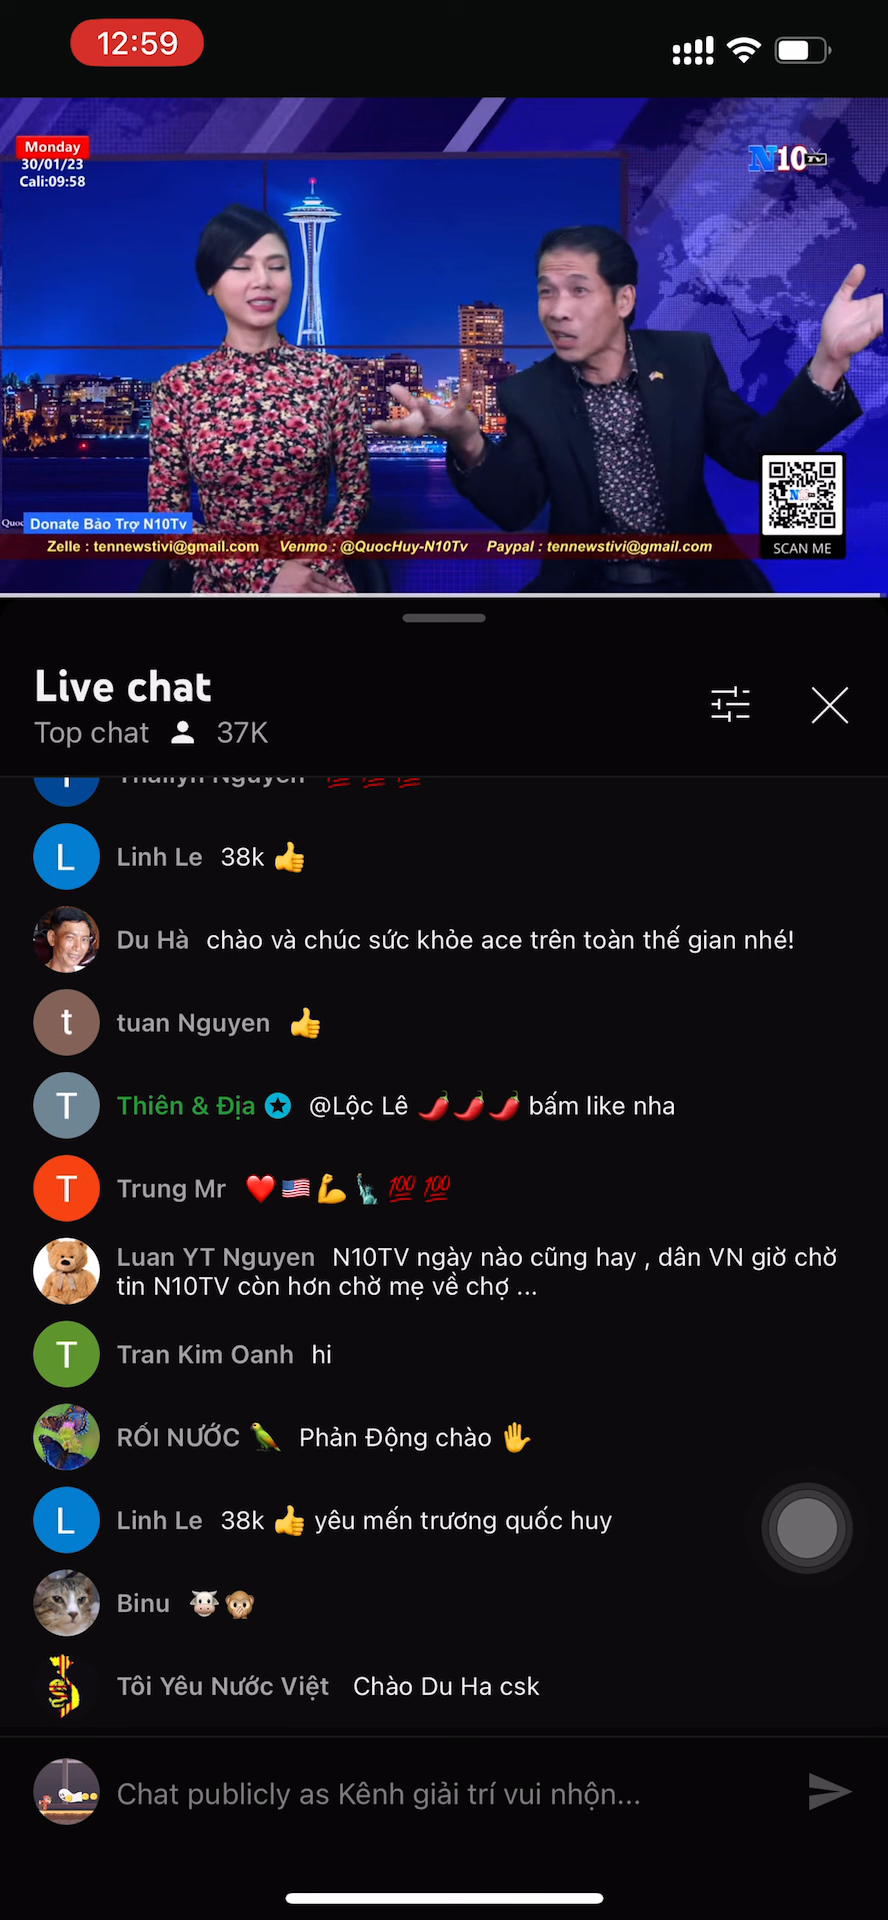 12:59
Monday
30/01/23
Cali:09:58
N10TV
Donate Bảo Trợ N10Tv
Zelle : tennewstivi@gmail.com Venmo : @QuocHuy-N10Tv Paypal : tennewstivi@gmail.com
SCAN ME
Live chat
Top chat 37K
Linh Le 38k 👍
Du Hà chào và chúc sức khỏe ace trên toàn thế gian nhé!
tuan Nguyen 👍
Thiên & Địa @Lộc Lê 🌶️🌶️🌶️ bấm like nha
Trung Mr ❤️🇺🇸💪🗽💯💯
Luan YT Nguyen N10TV ngày nào cũng hay , dân VN giờ chờ
tin N10TV còn hơn chờ mẹ về chợ ...
Tran Kim Oanh hi
RỐI NƯỚC 🦜 Phản Động chào 🖐️
Linh Le 38k 👍 yêu mến trương quốc huy
Binu 🐮🙊
Tôi Yêu Nước Việt Chào Du Ha csk
Chat publicly as Kênh giải trí vui nhộn...